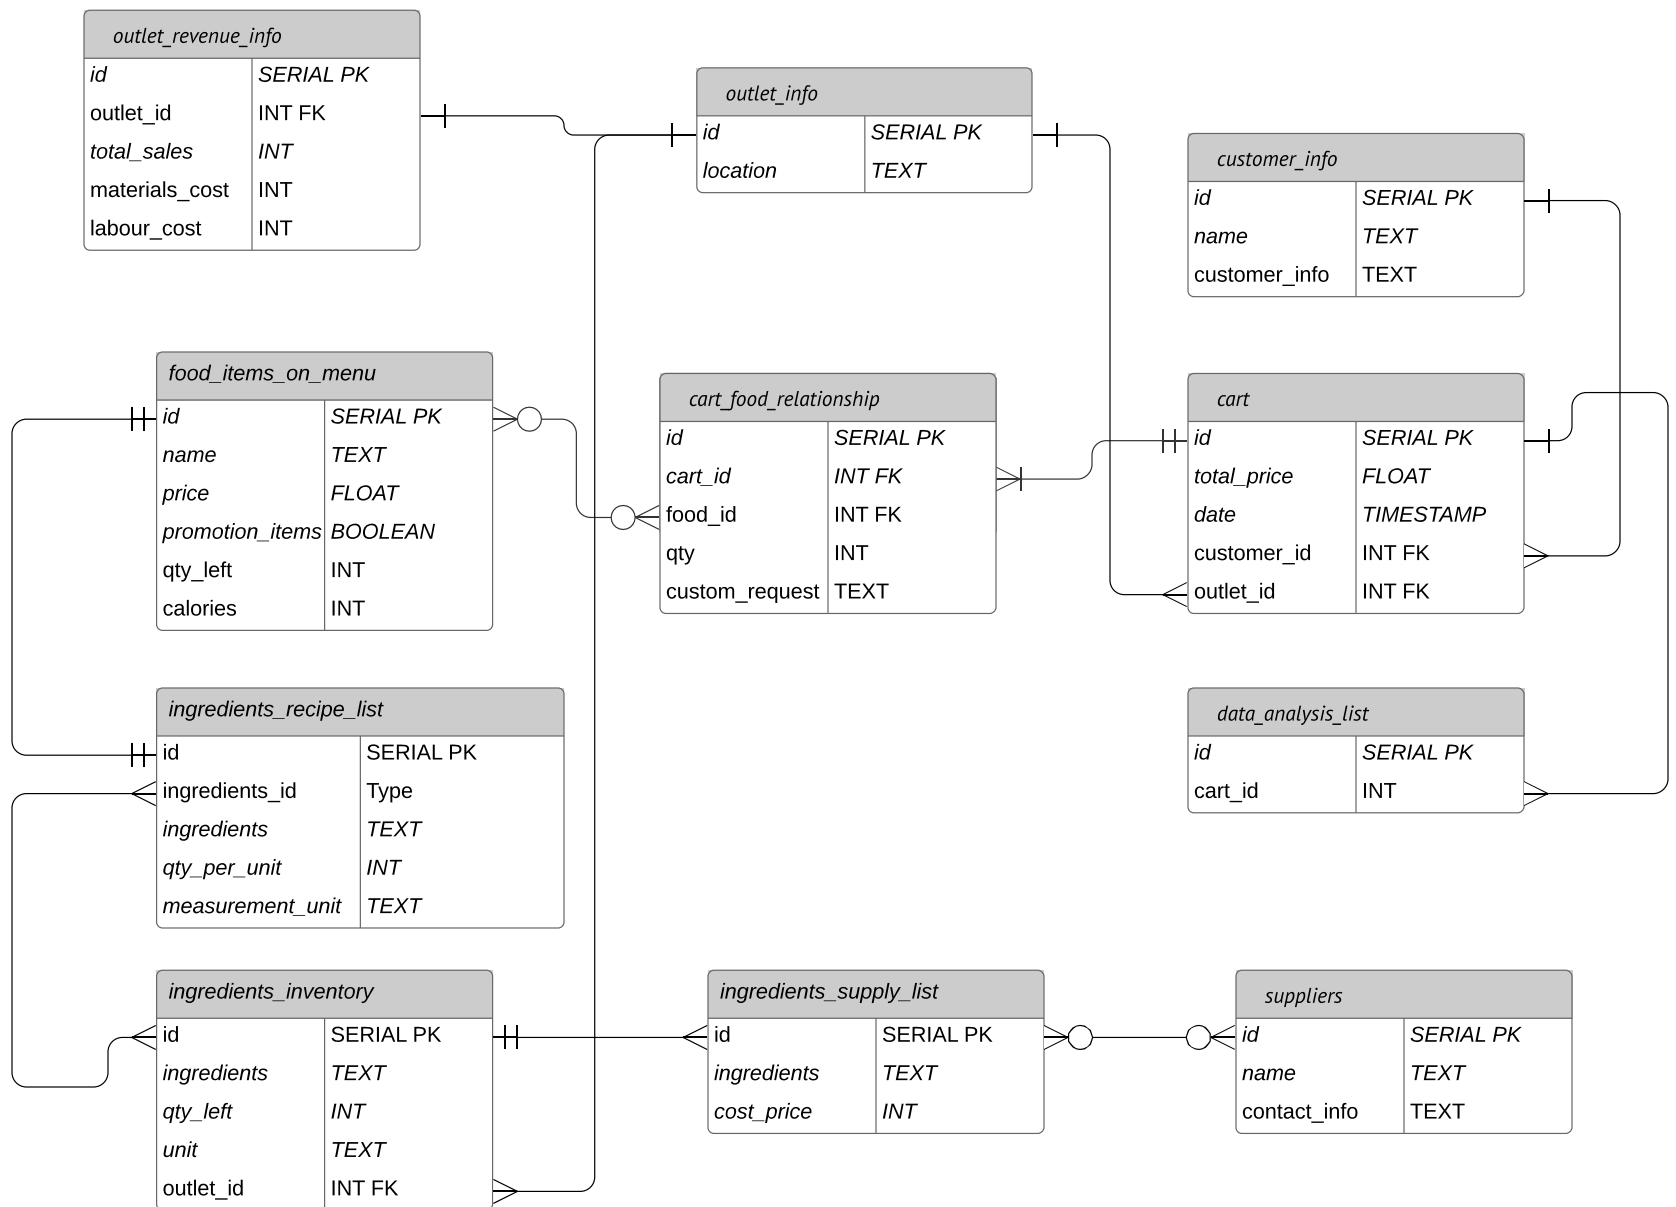 outlet_revenue_info
id SERIAL PK
outlet_id INT FK
total_sales INT
materials_cost INT
labour_cost INT
outlet_info
id SERIAL PK
location TEXT
customer_info
id SERIAL PK
name TEXT
customer_info TEXT
food_items_on_menu
id SERIAL PK
name TEXT
price FLOAT
promotion_items BOOLEAN
qty_left INT
calories INT
cart_food_relationship
id SERIAL PK
cart_id INT FK
food_id INT FK
qty INT
custom_request TEXT
cart
id SERIAL PK
total_price FLOAT
date TIMESTAMP
customer_id INT FK
outlet_id INT FK
ingredients_recipe_list
id SERIAL PK
ingredients_id Type
ingredients TEXT
qty_per_unit INT
measurement_unit TEXT
data_analysis_list
id SERIAL PK
cart_id INT
ingredients_inventory
id SERIAL PK
ingredients TEXT
qty_left INT
unit TEXT
outlet_id INT FK
ingredients_supply_list
id SERIAL PK
ingredients TEXT
cost_price INT
suppliers
id SERIAL PK
name TEXT
contact_info TEXT